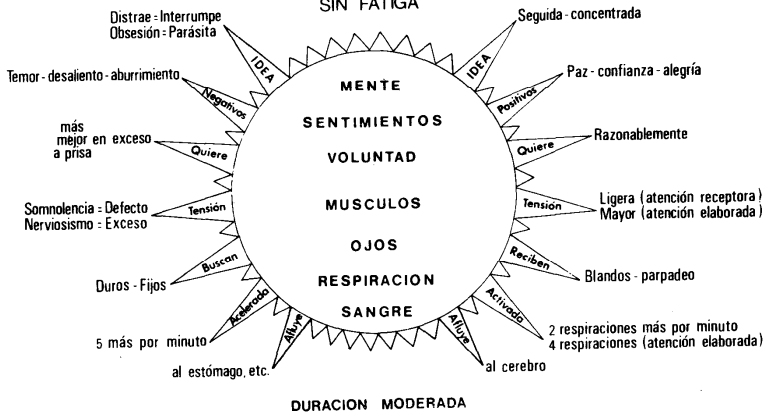 SIN FATIGA
Distrae = Interrumpe
Obsesión = Parásita
IDEA
Temor - desaliento - aburrimiento
Negativos
más
mejor en exceso
a prisa
Quiere
Somnolencia = Defecto
Nerviosismo = Exceso
Tensión
Duros - Fijos
Buscan
5 más por minuto
Acelerada
al estómago, etc.
Afluye
MENTE
SENTIMIENTOS
VOLUNTAD
MUSCULOS
OJOS
RESPIRACION
SANGRE
IDEA
Seguida - concentrada
Positivos
Paz - confianza - alegría
Quiere
Razonablemente
Tensión
Ligera (atención receptora)
Mayor (atención elaborada)
Reciben
Blandos - parpadeo
Activada
2 respiraciones más por minuto
4 respiraciones (atención elaborada)
Afluye
al cerebro
DURACION MODERADA